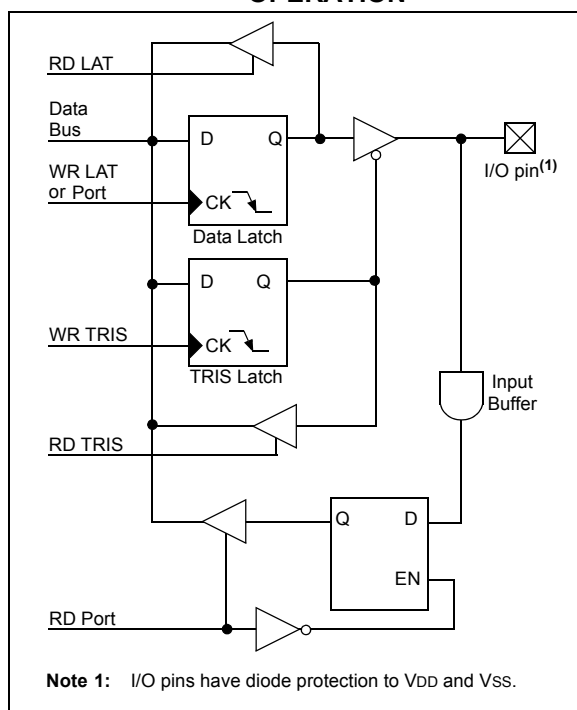 OPERATION
RD LAT
Data
Bus
D
Q
I/O pin(1)
WR LAT
or Port
CK
Data Latch
D
Q
WR TRIS
CK
TRIS Latch
Input
Buffer
RD TRIS
Q
D
EN
RD Port
Note 1: I/O pins have diode protection to VDD and VSS.